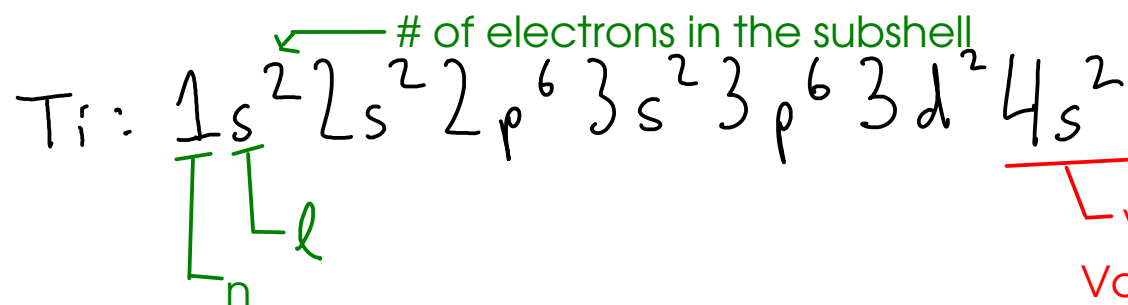 # of electrons in the subshell
Ti: 1s²2s²2p⁶3s²3p⁶3d²4s²
l
n